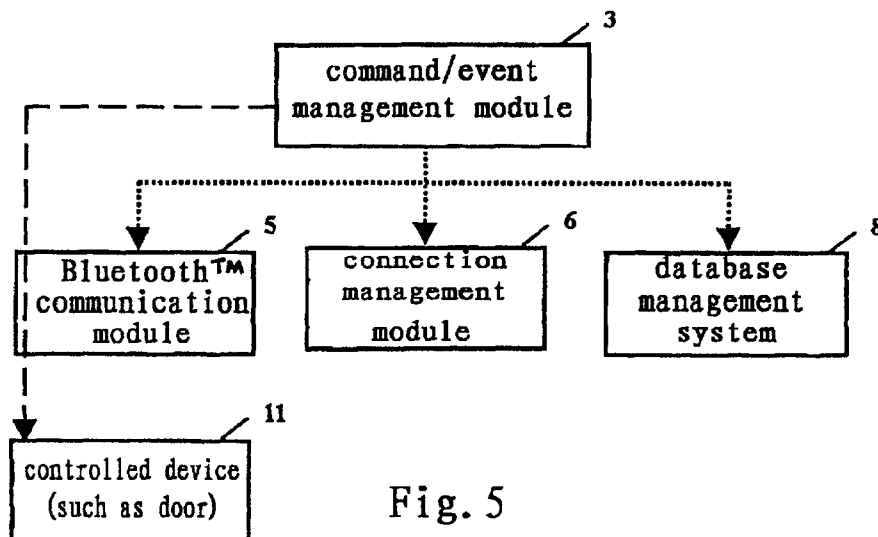 3
command/event
management module
5
Bluetooth™
communication
module
6
connection
management
module
8
database
management
system
11
controlled device
(such as door)
Fig. 5